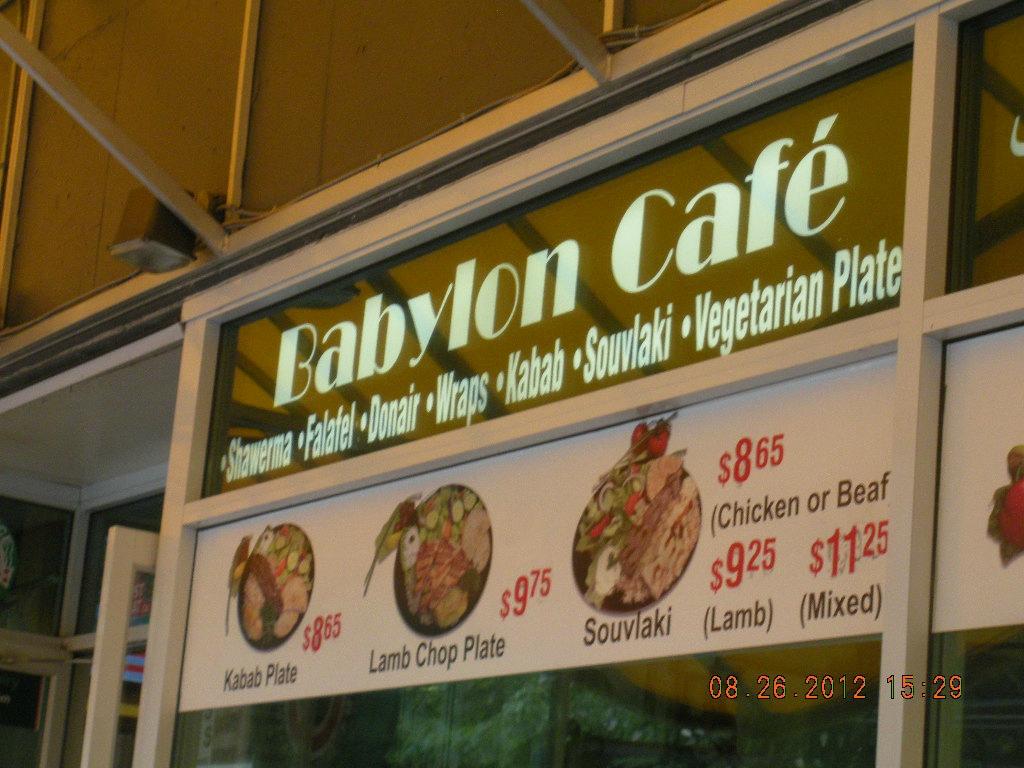 Babylon Café
•Shawerma •Falafel •Donair •Wraps •Kabab •Souvlaki •Vegetarian Plate
$8.65
Kabab Plate
$9.75
Lamb Chop Plate
Souvlaki
$8.65
(Chicken or Beaf
$9.25 $11.25
(Lamb) (Mixed)
08.26.2012 15:29